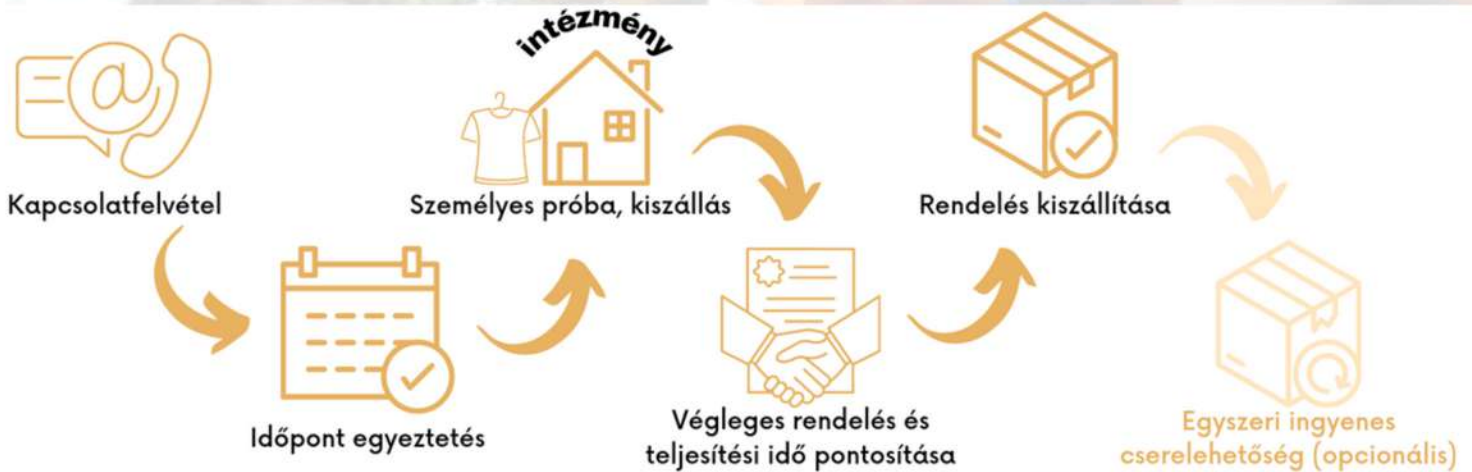 Kapcsolatfelvétel
Időpont egyeztetés
intézmény
Személyes próba, kiszállás
Végleges rendelés és
teljesítési idő pontosítása
Rendelés kiszállítása
Egyszeri ingyenes
cserelehetőség (opcionális)